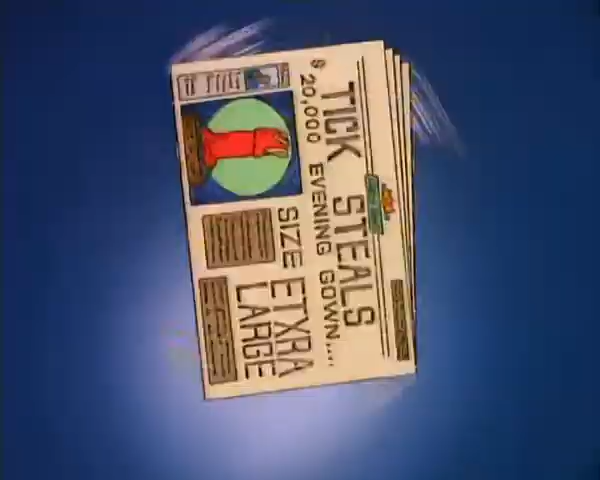 TICK STEALS
$20,000 EVENING GOWN....
SIZE ETXRA
LARGE